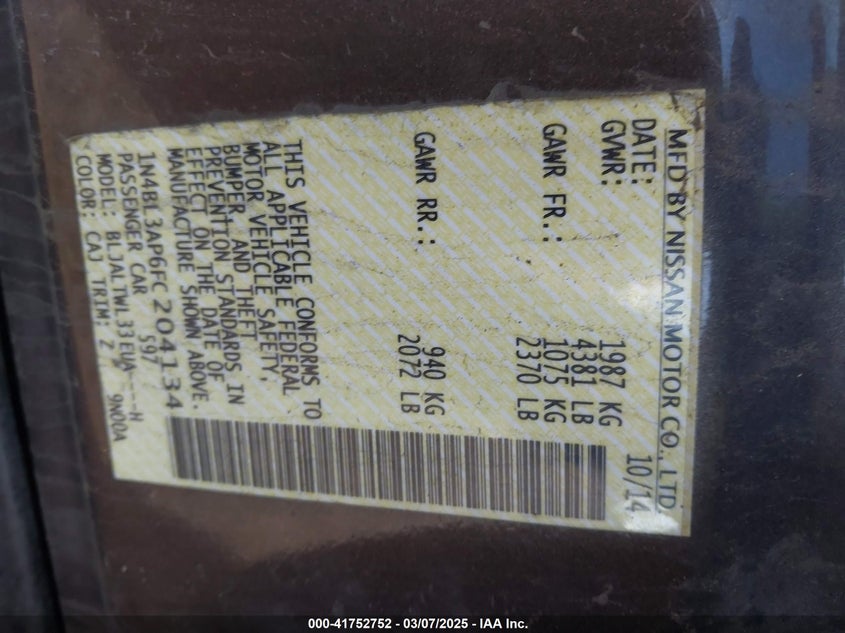 MFD BY NISSAN MOTOR CO., LTD.
DATE: 10/14
GVWR: 1987 KG
4381 LB
GAWR FR.: 1075 KG
2370 LB
GAWR RR.: 940 KG
2072 LB
THIS VEHICLE CONFORMS TO
ALL APPLICABLE FEDERAL
MOTOR VEHICLE SAFETY,
BUMPER, AND THEFT
PREVENTION STANDARDS IN
EFFECT ON THE DATE OF
MANUFACTURE SHOWN ABOVE.
1N4BL3AP6FC204134
PASSENGER CAR 597
MODEL: BLJALTWL33EUA----H
COLOR: CAJ TRIM: Z 9N00A
000-41752752 - 03/07/2025 - IAA Inc.